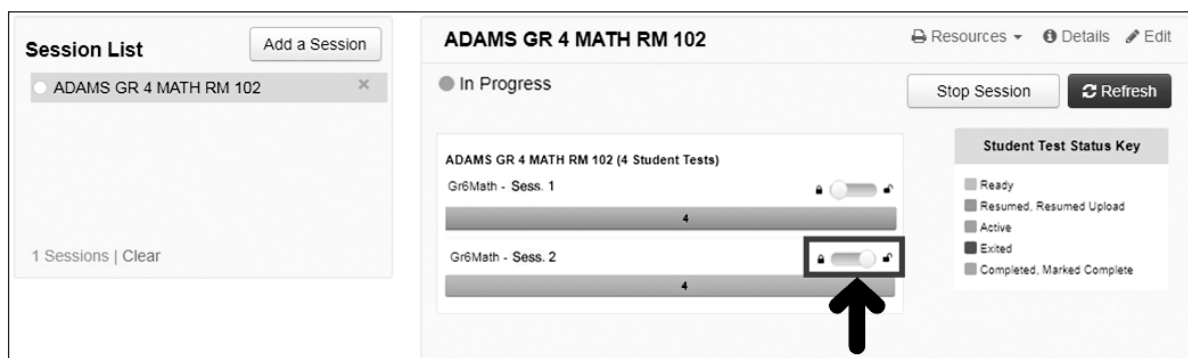 Session List
Add a Session
ADAMS GR 4 MATH RM 102
1 Sessions | Clear
ADAMS GR 4 MATH RM 102
Resources
Details
Edit
In Progress
Stop Session
Refresh
ADAMS GR 4 MATH RM 102 (4 Student Tests)
Gr6Math - Sess. 1
4
Gr6Math - Sess. 2
4
Student Test Status Key
Ready
Resumed, Resumed Upload
Active
Exited
Completed, Marked Complete